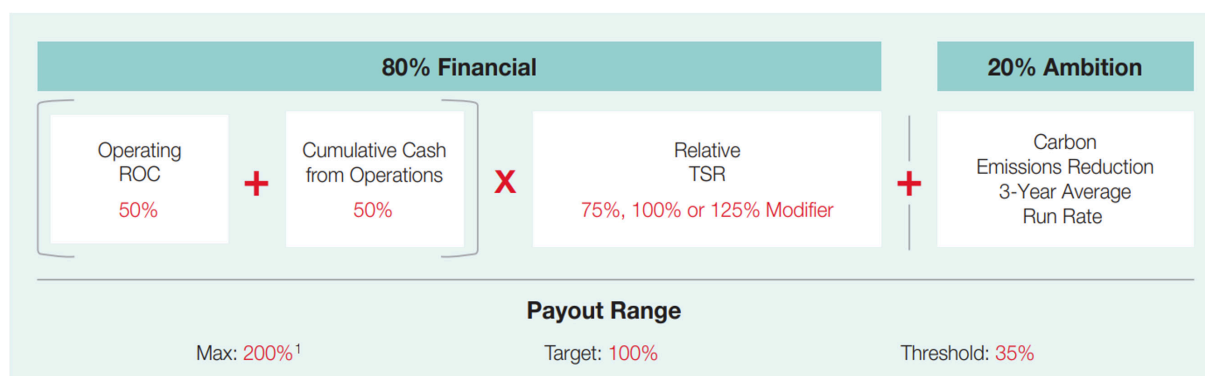 80% Financial
20% Ambition
Operating
ROC
50%
+
Cumulative Cash
from Operations
50%
X
Relative
TSR
75%, 100% or 125% Modifier
+
Carbon
Emissions Reduction
3-Year Average
Run Rate
Payout Range
Max: 200%¹
Target: 100%
Threshold: 35%